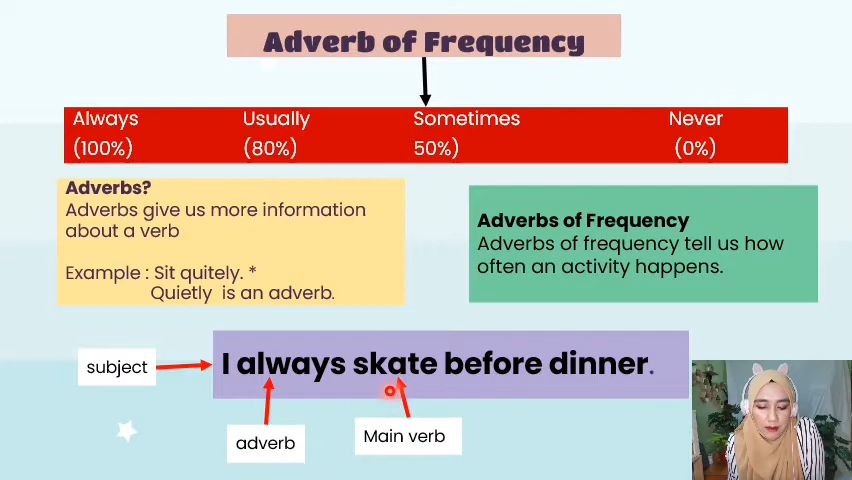 Adverb of Frequency
Always Usually Sometimes Never
(100%) (80%) 50%) (0%)
Adverbs?
Adverbs give us more information
about a verb
Example : Sit quitely. *
Quietly is an adverb.
Adverbs of Frequency
Adverbs of frequency tell us how
often an activity happens.
subject
I always skate before dinner.
adverb
Main verb